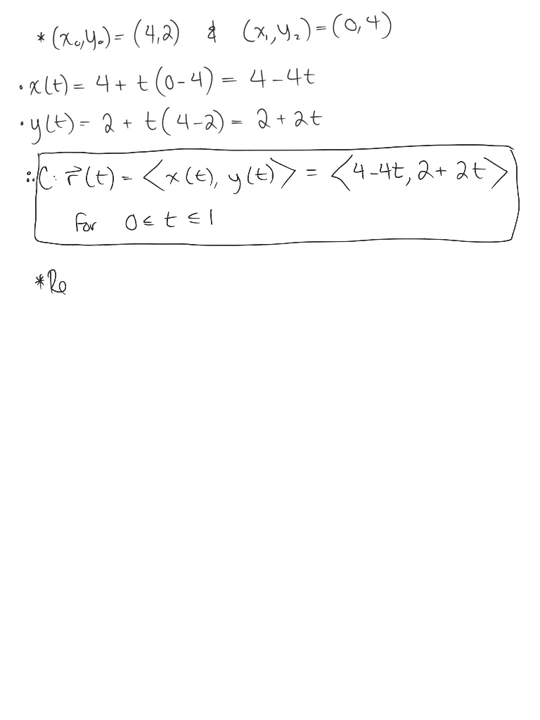 * (x₀,y₀) = (4,2) & (x₁,y₂) = (0,4)
• x(t) = 4 + t(0-4) = 4-4t
• y(t) = 2 + t(4-2) = 2+2t
∴ C: r⃗(t) = <x(t), y(t)> = <4-4t, 2+2t>
For 0 ≤ t ≤ 1
* Re